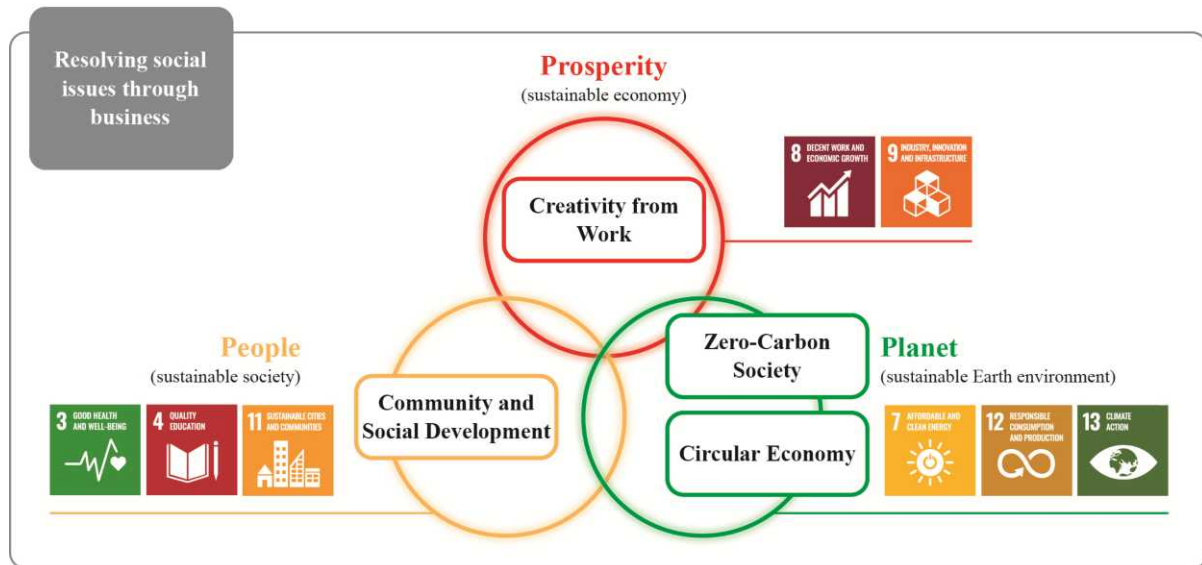 Resolving social
issues through
business
Prosperity
(sustainable economy)
Creativity from
Work
8 DECENT WORK AND
ECONOMIC GROWTH
9 INDUSTRY, INNOVATION
AND INFRASTRUCTURE
People
(sustainable society)
Community and
Social Development
3 GOOD HEALTH
AND WELL-BEING
4 QUALITY
EDUCATION
11 SUSTAINABLE CITIES
AND COMMUNITIES
Zero-Carbon
Society
Circular Economy
Planet
(sustainable Earth environment)
7 AFFORDABLE AND
CLEAN ENERGY
12 RESPONSIBLE
CONSUMPTION
AND PRODUCTION
13 CLIMATE
ACTION